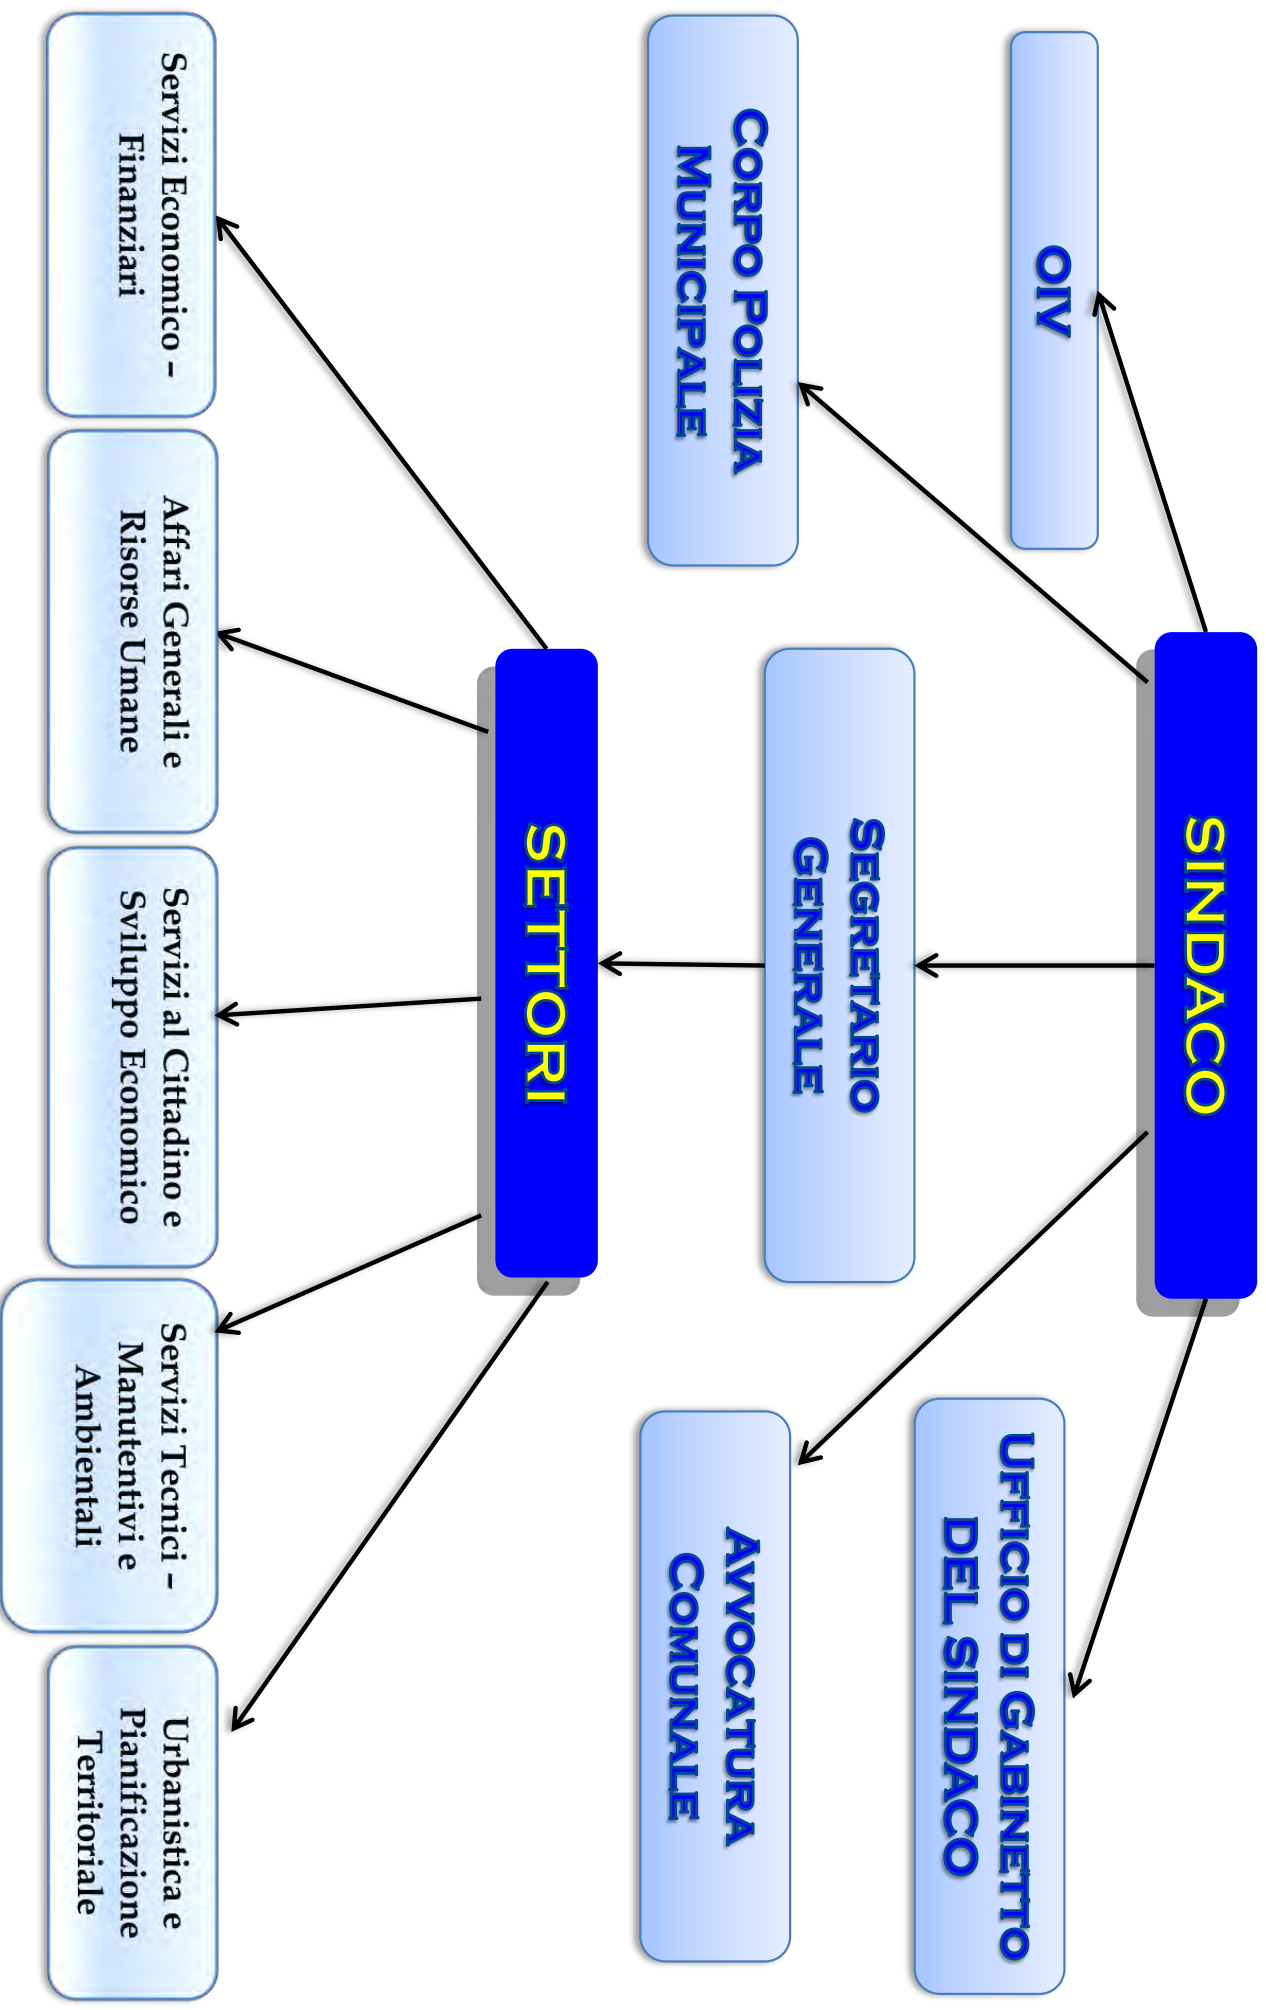 SINDACO
OIV
UFFICIO DI GABINETTO
DEL SINDACO
SEGRETARIO
GENERALE
CORPO POLIZIA
MUNICIPALE
AVVOCATURA
COMUNALE
SETTORI
Servizi Economico –
Finanziari
Affari Generali e
Risorse Umane
Servizi al Cittadino e
Sviluppo Economico
Servizi Tecnici –
Manutentivi e
Ambientali
Urbanistica e
Pianificazione
Territoriale